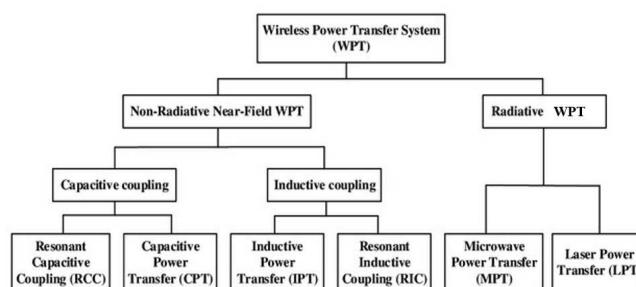 Wireless Power Transfer System
(WPT)
Non-Radiative Near-Field WPT
Radiative WPT
Capacitive coupling
Inductive coupling
Resonant
Capacitive
Coupling (RCC)
Capacitive
Power
Transfer (CPT)
Inductive
Power
Transfer (IPT)
Resonant
Inductive
Coupling (RIC)
Microwave
Power Transfer
(MPT)
Laser Power
Transfer (LPT)